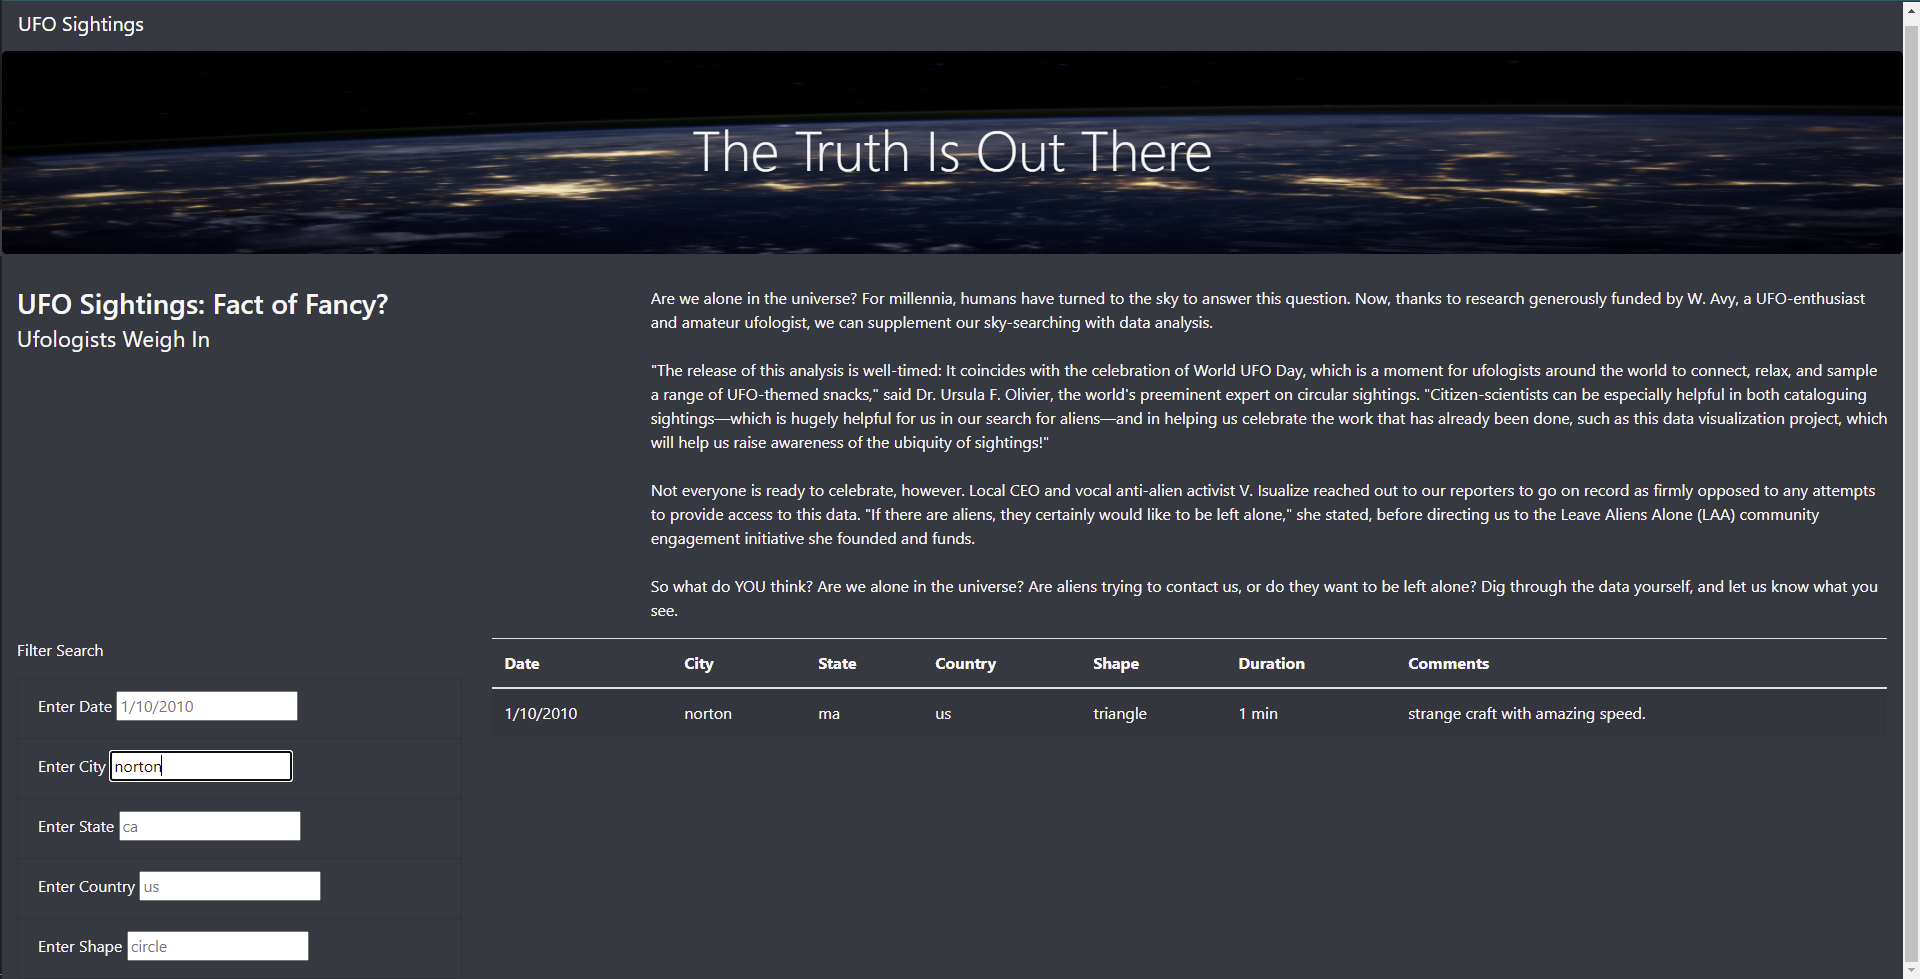 UFO Sightings
The Truth Is Out There
UFO Sightings: Fact of Fancy?
Ufologists Weigh In
Are we alone in the universe? For millennia, humans have turned to the sky to answer this question. Now, thanks to research generously funded by W. Avy, a UFO-enthusiast
and amateur ufologist, we can supplement our sky-searching with data analysis.
"The release of this analysis is well-timed: It coincides with the celebration of World UFO Day, which is a moment for ufologists around the world to connect, relax, and sample
a range of UFO-themed snacks," said Dr. Ursula F. Olivier, the world's preeminent expert on circular sightings. "Citizen-scientists can be especially helpful in both cataloguing
sightings—which is hugely helpful for us in our search for aliens—and in helping us celebrate the work that has already been done, such as this data visualization project, which
will help us raise awareness of the ubiquity of sightings!"
Not everyone is ready to celebrate, however. Local CEO and vocal anti-alien activist V. Isualize reached out to our reporters to go on record as firmly opposed to any attempts
to provide access to this data. "If there are aliens, they certainly would like to be left alone," she stated, before directing us to the Leave Aliens Alone (LAA) community
engagement initiative she founded and funds.
So what do YOU think? Are we alone in the universe? Are aliens trying to contact us, or do they want to be left alone? Dig through the data yourself, and let us know what you
see.
Filter Search
Enter Date 1/10/2010
Enter City norton
Enter State ca
Enter Country us
Enter Shape circle
Date City State Country Shape Duration Comments
1/10/2010 norton ma us triangle 1 min strange craft with amazing speed.